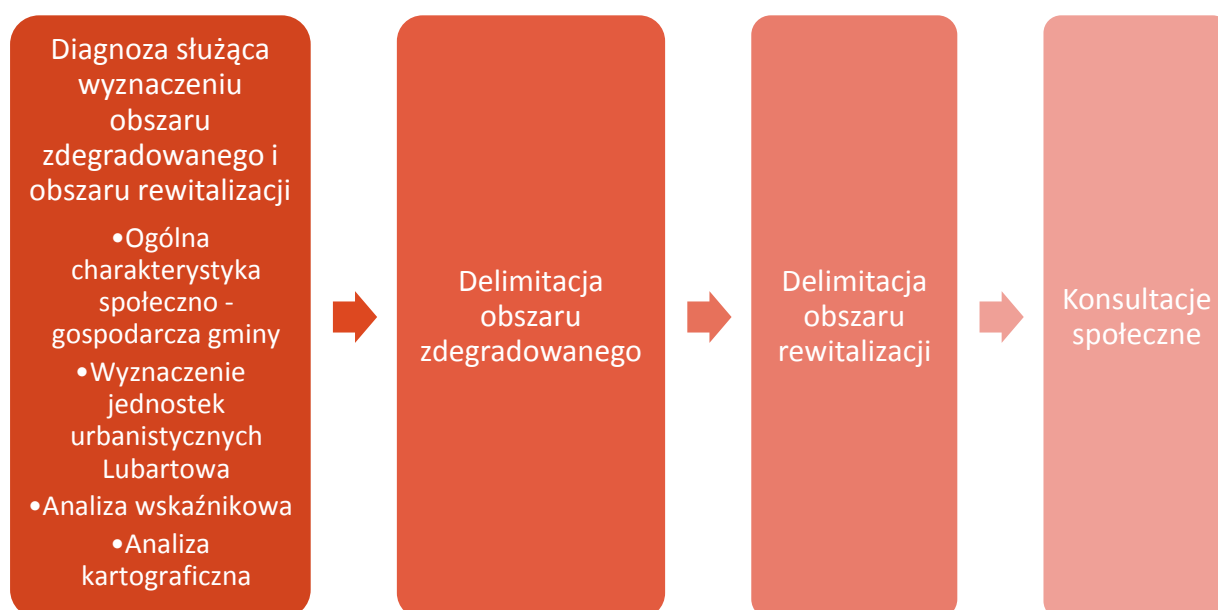 Diagnoza służąca
wyznaczeniu
obszaru
zdegradowanego i
obszaru rewitalizacji
•Ogólna
charakterystyka
społeczno -
gospodarcza gminy
•Wyznaczenie
jednostek
urbanistycznych
Lubartowa
•Analiza wskaźnikowa
•Analiza
kartograficzna
Delimitacja
obszaru
zdegradowanego
Delimitacja
obszaru
rewitalizacji
Konsultacje
społeczne